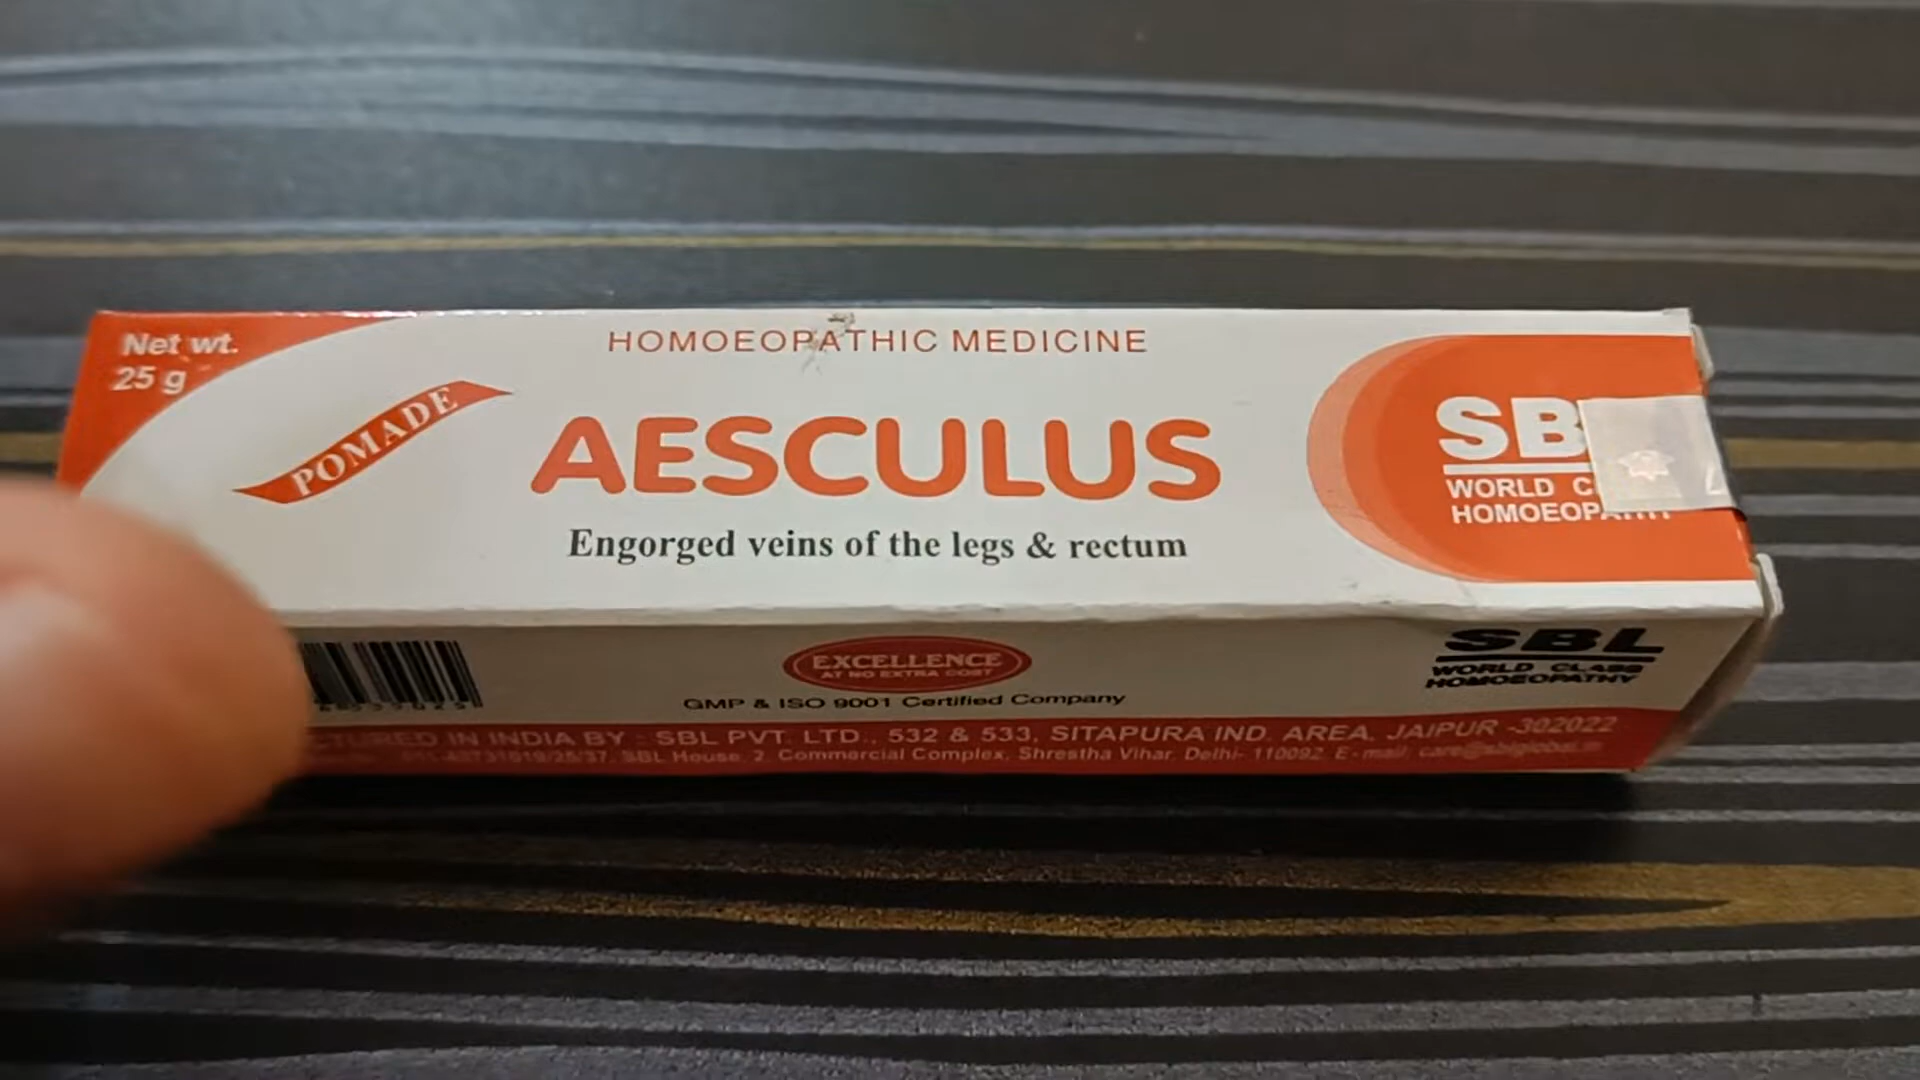 Net wt.
25 g
POMADE
HOMOEOPATHIC MEDICINE
AESCULUS
Engorged veins of the legs & rectum
SB
WORLD
HOMOEOPATHY
EXCELLENCE
AT NO EXTRA COST
GMP & ISO 9001 Certified Company
SBL
WORLD CLASS
HOMOEOPATHY
IN INDIA BY : SBL PVT. LTD., 532 & 533, SITAPURA IND. AREA, JAIPUR -302022
SBL House, 2, Commercial Complex, Shrestha Vihar, Delhi- 110092. E-mail: